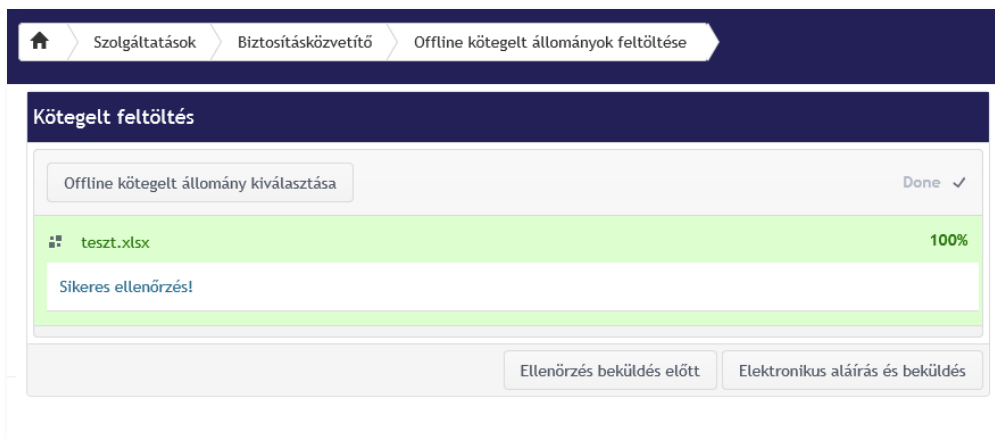 Szolgáltatások Biztosításközvetítő Offline kötegelt állományok feltöltése
Kötegelt feltöltés
Offline kötegelt állomány kiválasztása Done
teszt.xlsx 100%
Sikeres ellenőrzés!
Ellenörzés beküldés előtt Elektronikus aláírás és beküldés